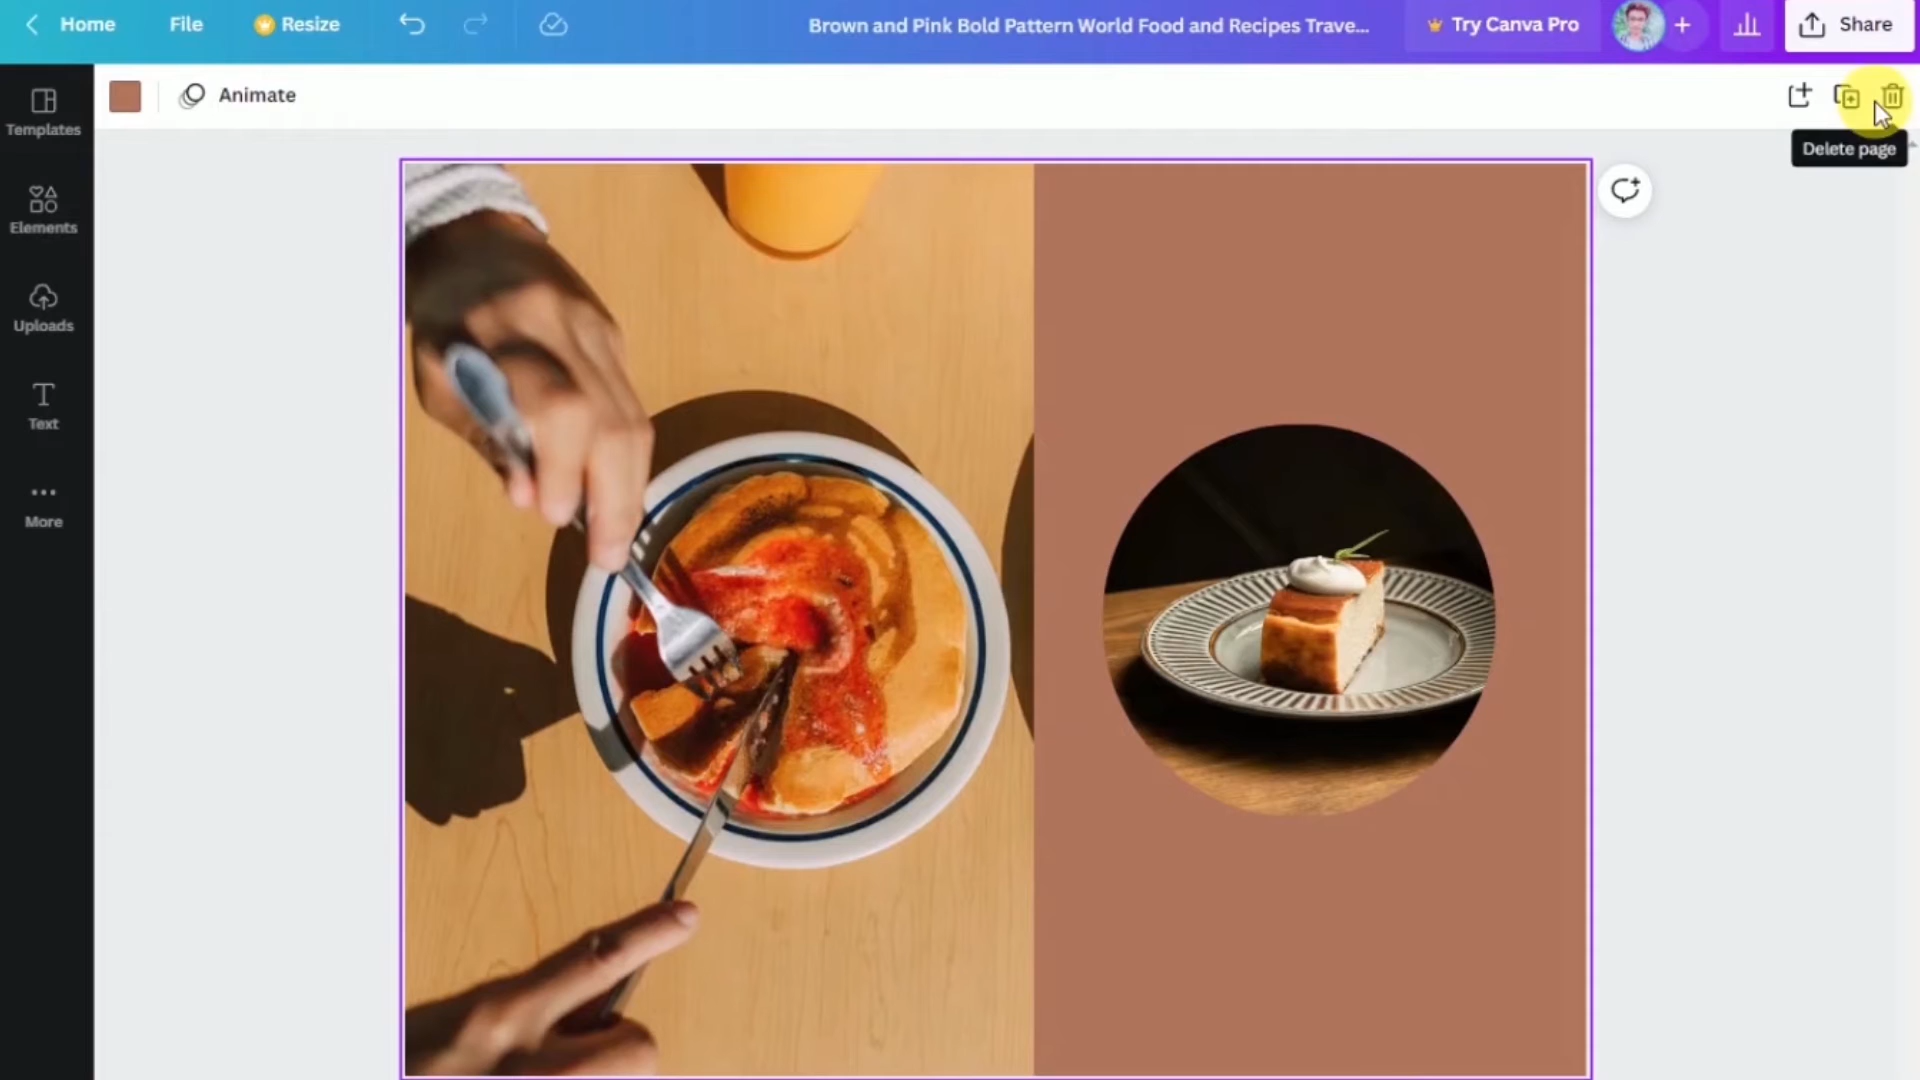 Home File Resize Brown and Pink Bold Pattern World Food and Recipes Trave... Try Canva Pro + Share
Animate
Delete page
Templates
Elements
Uploads
Text
More